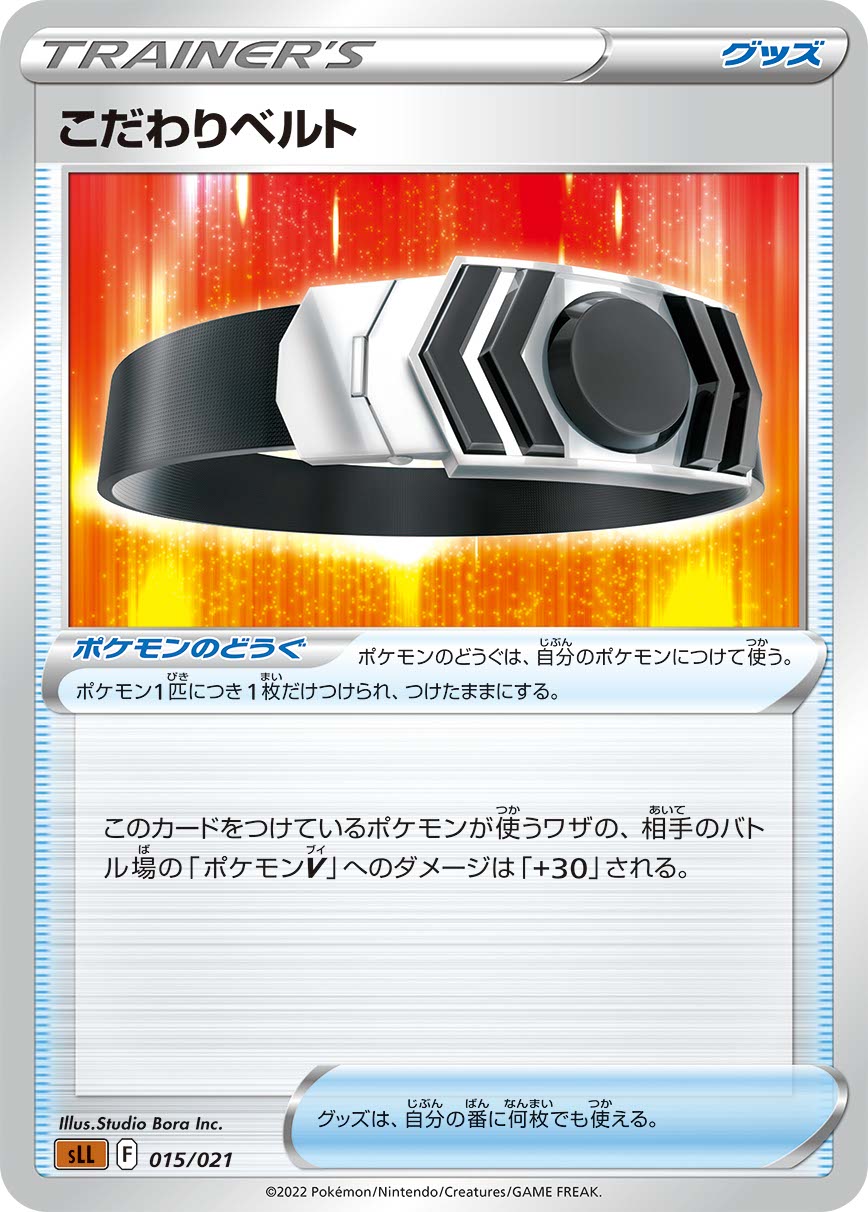 TRAINER'S グッズ
こだわりベルト
ポケモンのどうぐ ポケモンのどうぐは、自分のポケモンにつけて使う。
ポケモン1匹につき1枚だけつけられ、つけたままにする。
このカードをつけているポケモンが使うワザの、相手のバト
ル場の「ポケモンV」へのダメージは「+30」される。
グッズは、自分の番に何枚でも使える。
Illus.Studio Bora Inc.
sLL F 015/021
©2022 Pokémon/Nintendo/Creatures/GAME FREAK.